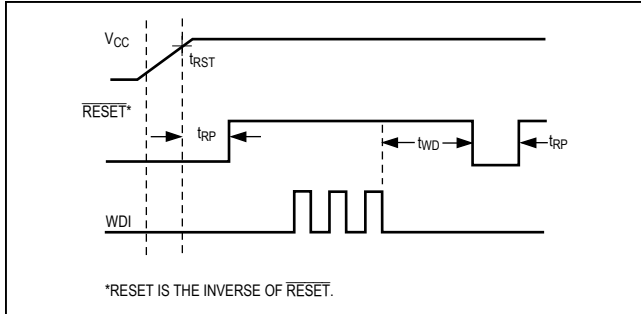 VCC
tRST
RESET*
tRP
tWD
tRP
WDI
*RESET IS THE INVERSE OF RESET.